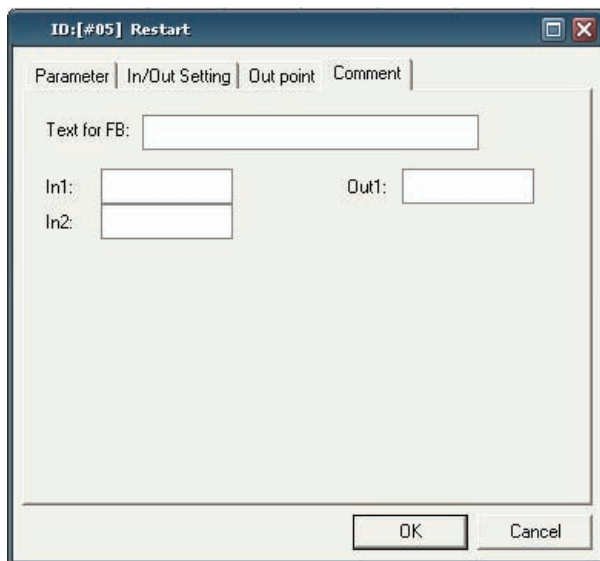 ID:[#05] Restart
Parameter In/Out Setting Out point Comment
Text for FB:
In1: Out1:
In2:
OK Cancel